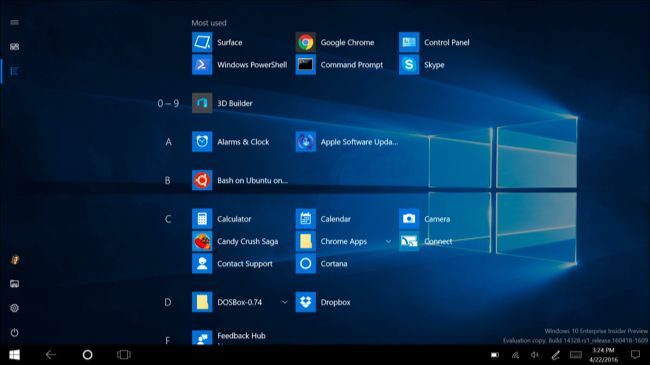 Most used
Surface Google Chrome Control Panel
Windows PowerShell Command Prompt Skype
0 – 9 3D Builder
A Alarms & Clock Apple Software Upda...
B Bash on Ubuntu on...
C Calculator Calendar Camera
Candy Crush Saga Chrome Apps Connect
Contact Support Cortana
D DOSBox-0.74 Dropbox
F Feedback Hub
Windows 10 Enterprise Insider Preview
Evaluation copy. Build 14328.rs1_release.160418-1609
3:24 PM
4/22/2016